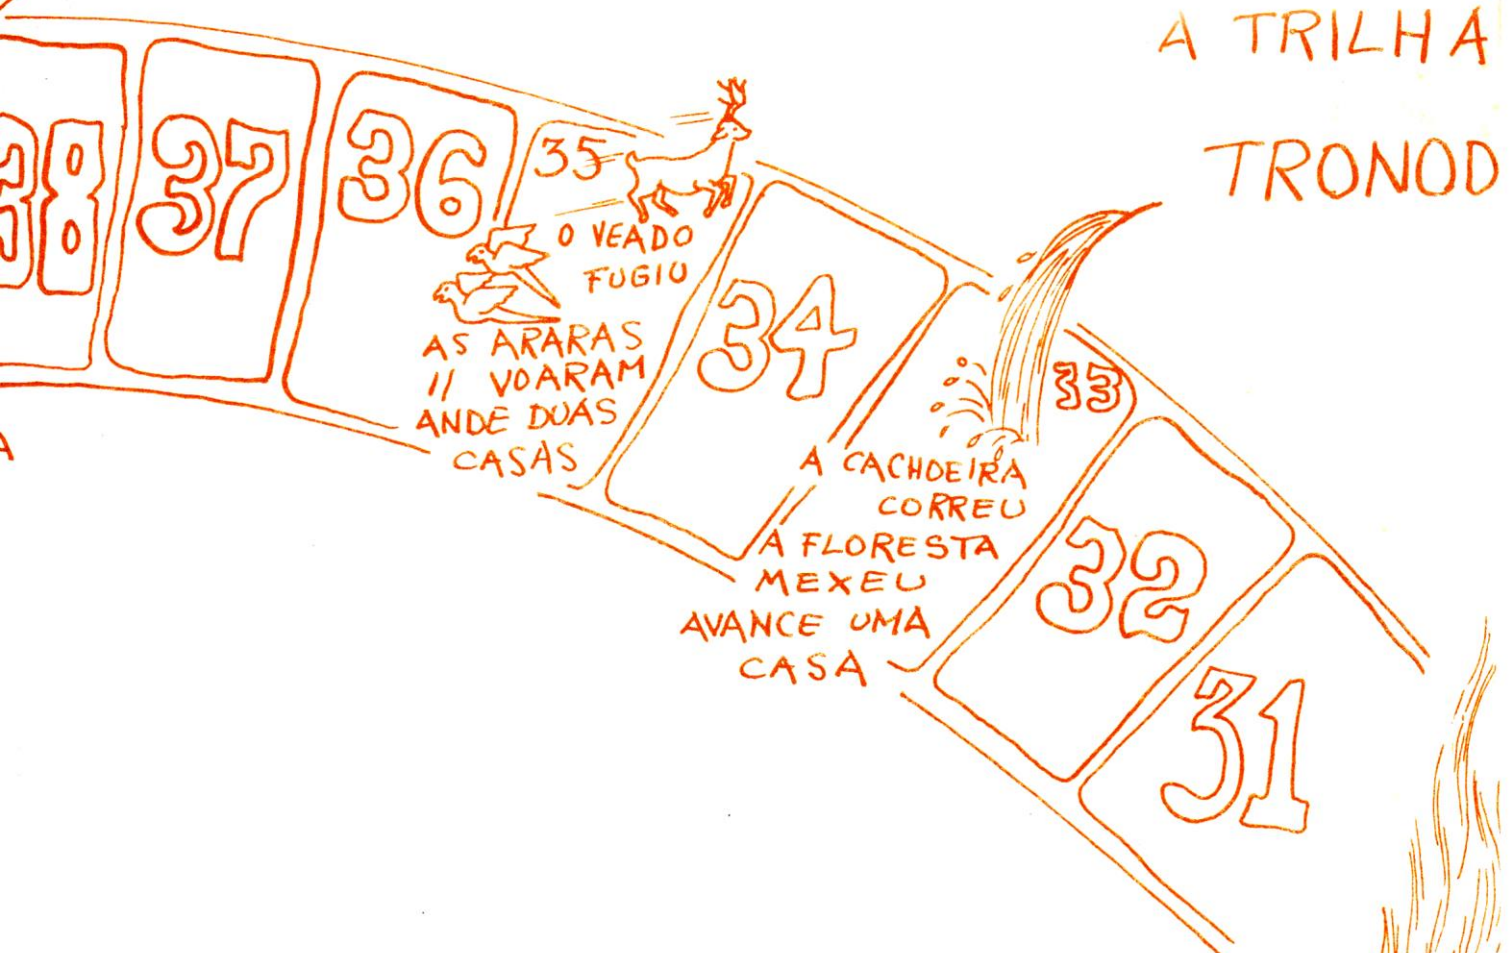 A TRILHA
TRONOD
38
37
36
35
O VEADO
FUGIU
AS ARARAS
// VOARAM
ANDE DUAS
CASAS
34
33
A CACHOEIRA
CORREU
A FLORESTA
MEXEU
AVANCE UMA
CASA
32
31
A